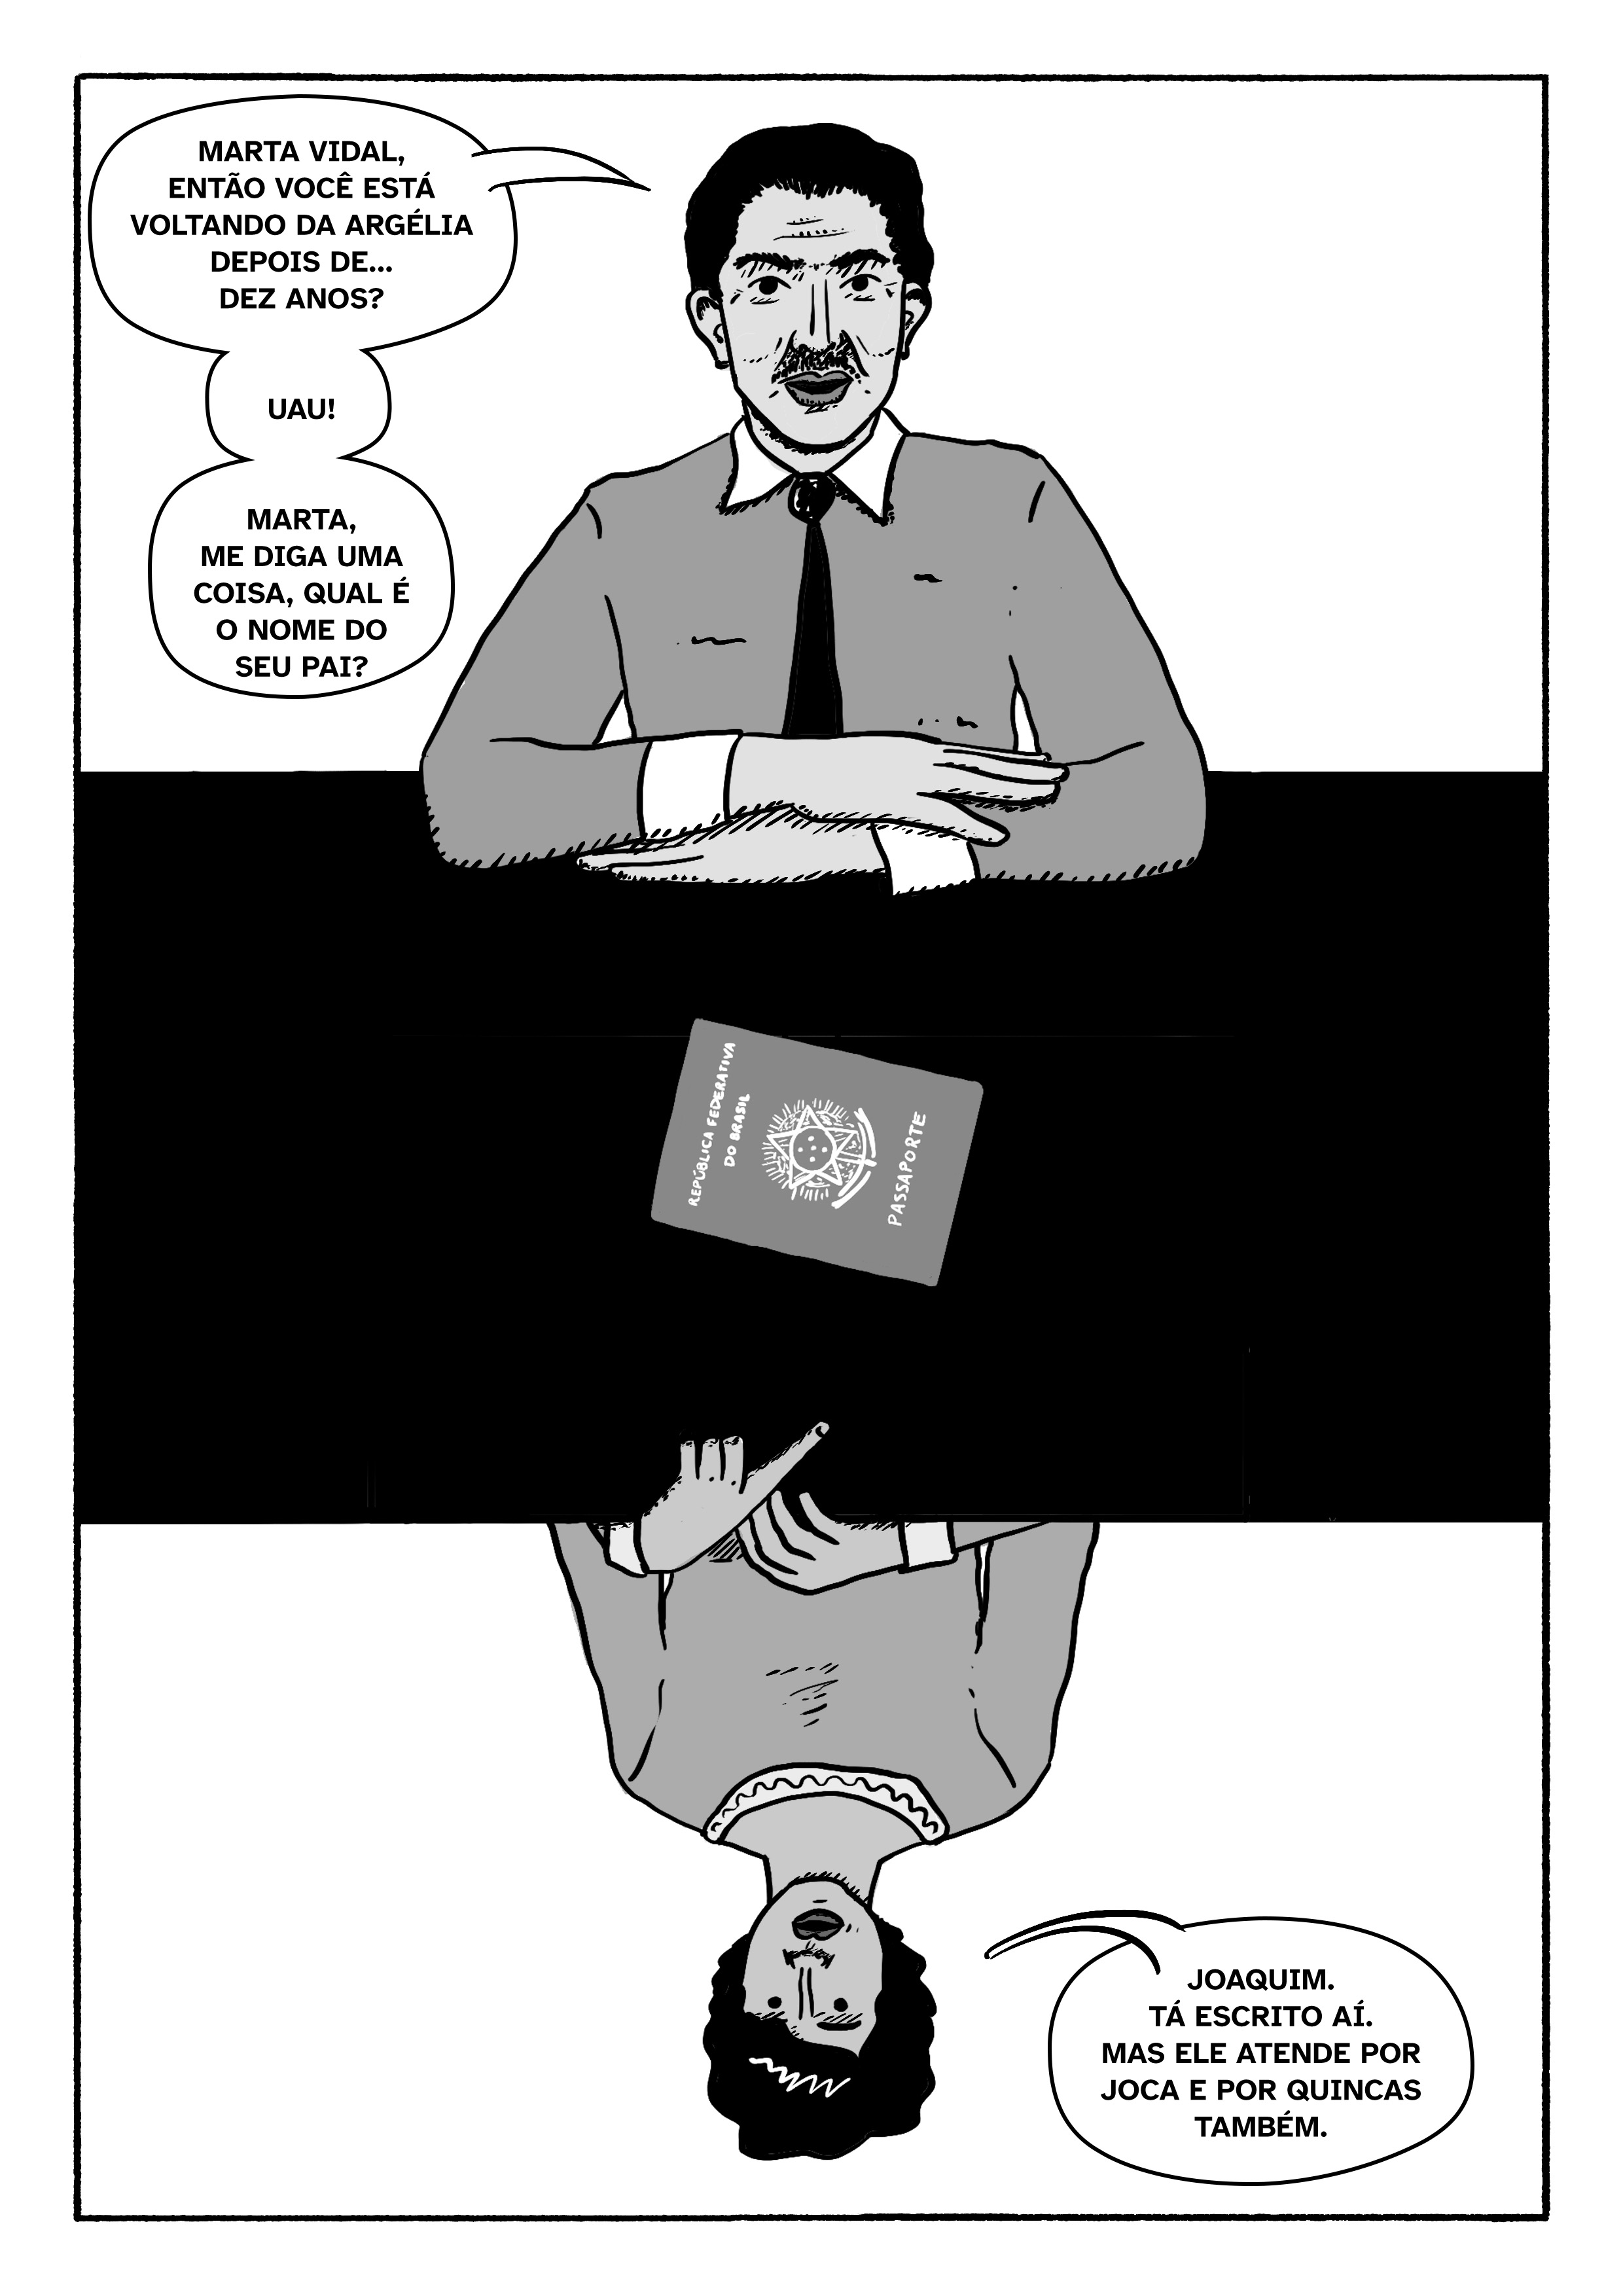 MARTA VIDAL,
ENTÃO VOCÊ ESTÁ
VOLTANDO DA ARGÉLIA
DEPOIS DE...
DEZ ANOS?
UAU!
MARTA,
ME DIGA UMA
COISA, QUAL É
O NOME DO
SEU PAI?
REPÚBLICA FEDERATIVA
DO BRASIL
PASSAPORTE
JOAQUIM.
TÁ ESCRITO AÍ.
MAS ELE ATENDE POR
JOCA E POR QUINCAS
TAMBÉM.